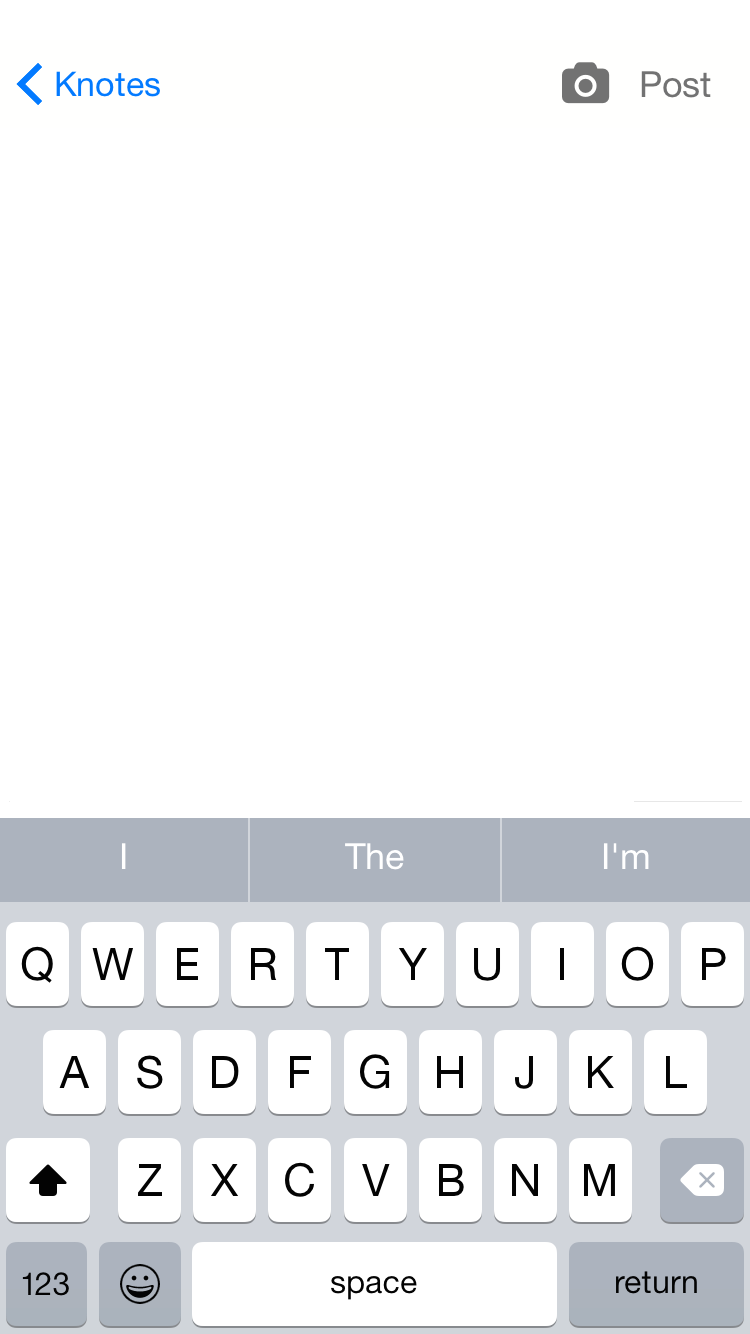 Knotes Post
I The I'm
Q W E R T Y U I O P
A S D F G H J K L
Z X C V B N M
123 space return